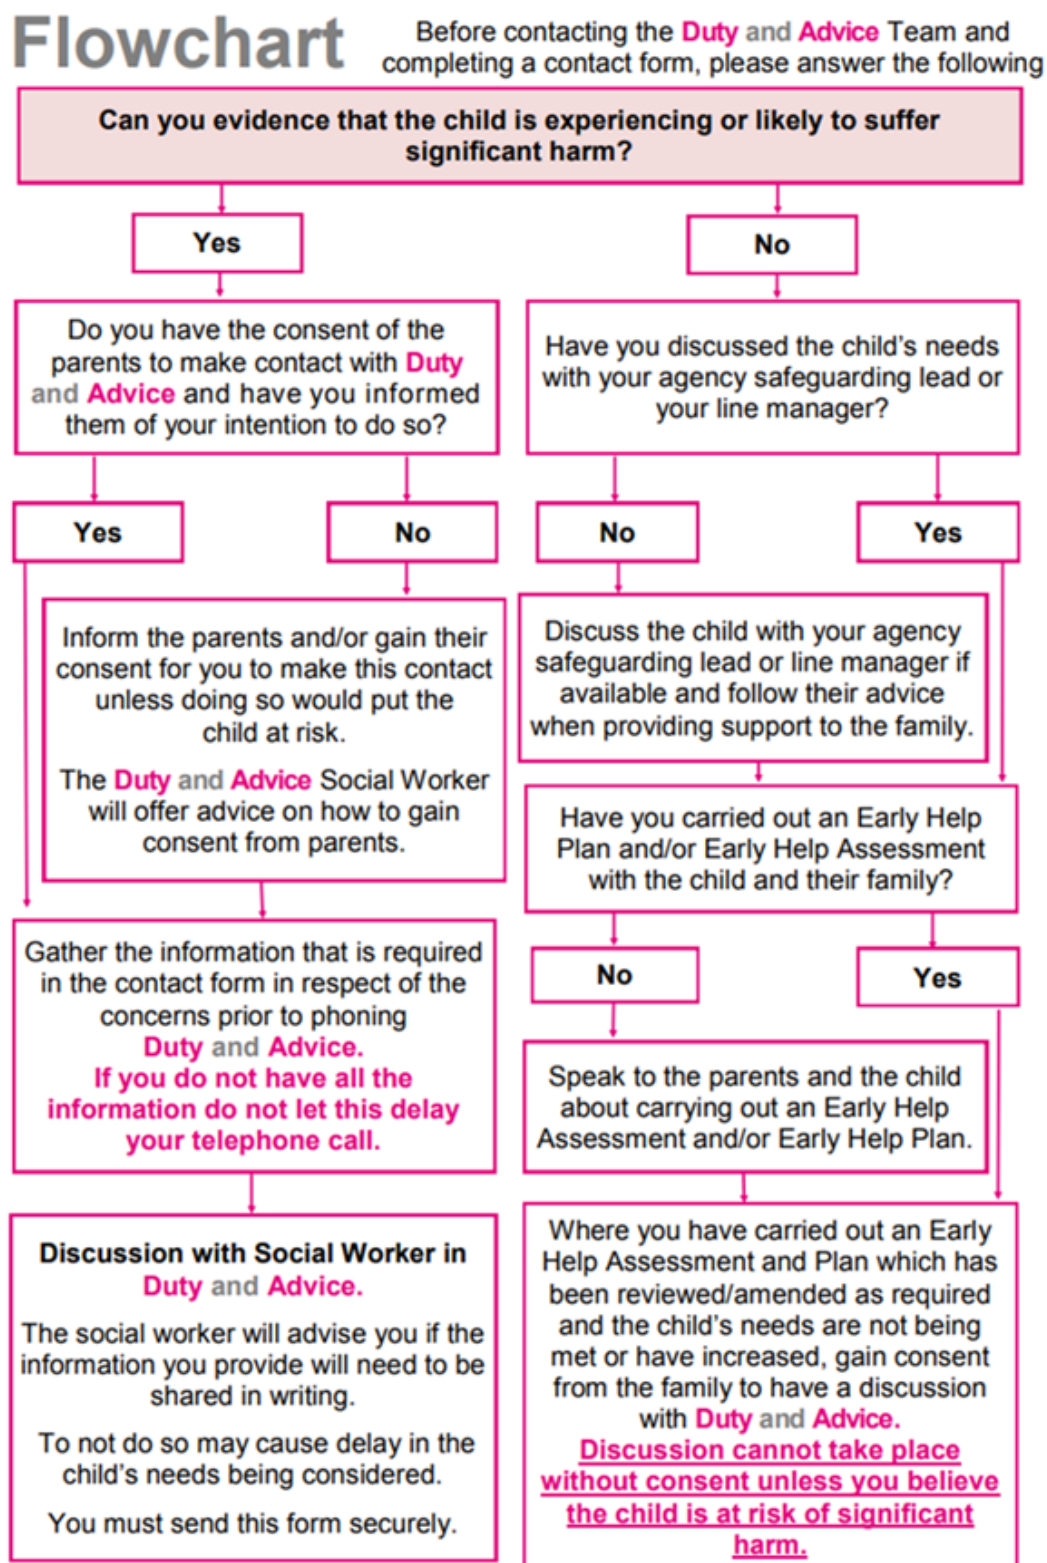 Flowchart
Before contacting the Duty and Advice Team and
completing a contact form, please answer the following
Can you evidence that the child is experiencing or likely to suffer
significant harm?
Yes
No
Do you have the consent of the
parents to make contact with Duty
and Advice and have you informed
them of your intention to do so?
Have you discussed the child's needs
with your agency safeguarding lead or
your line manager?
Yes
No
No
Yes
Inform the parents and/or gain their
consent for you to make this contact
unless doing so would put the
child at risk.
The Duty and Advice Social Worker
will offer advice on how to gain
consent from parents.
Discuss the child with your agency
safeguarding lead or line manager if
available and follow their advice
when providing support to the family.
Have you carried out an Early Help
Plan and/or Early Help Assessment
with the child and their family?
Gather the information that is required
in the contact form in respect of the
concerns prior to phoning
Duty and Advice.
If you do not have all the
information do not let this delay
your telephone call.
No
Yes
Speak to the parents and the child
about carrying out an Early Help
Assessment and/or Early Help Plan.
Discussion with Social Worker in
Duty and Advice.
The social worker will advise you if the
information you provide will need to be
shared in writing.
To not do so may cause delay in the
child's needs being considered.
You must send this form securely.
Where you have carried out an Early
Help Assessment and Plan which has
been reviewed/amended as required
and the child's needs are not being
met or have increased, gain consent
from the family to have a discussion
with Duty and Advice.
Discussion cannot take place
without consent unless you believe
the child is at risk of significant
harm.